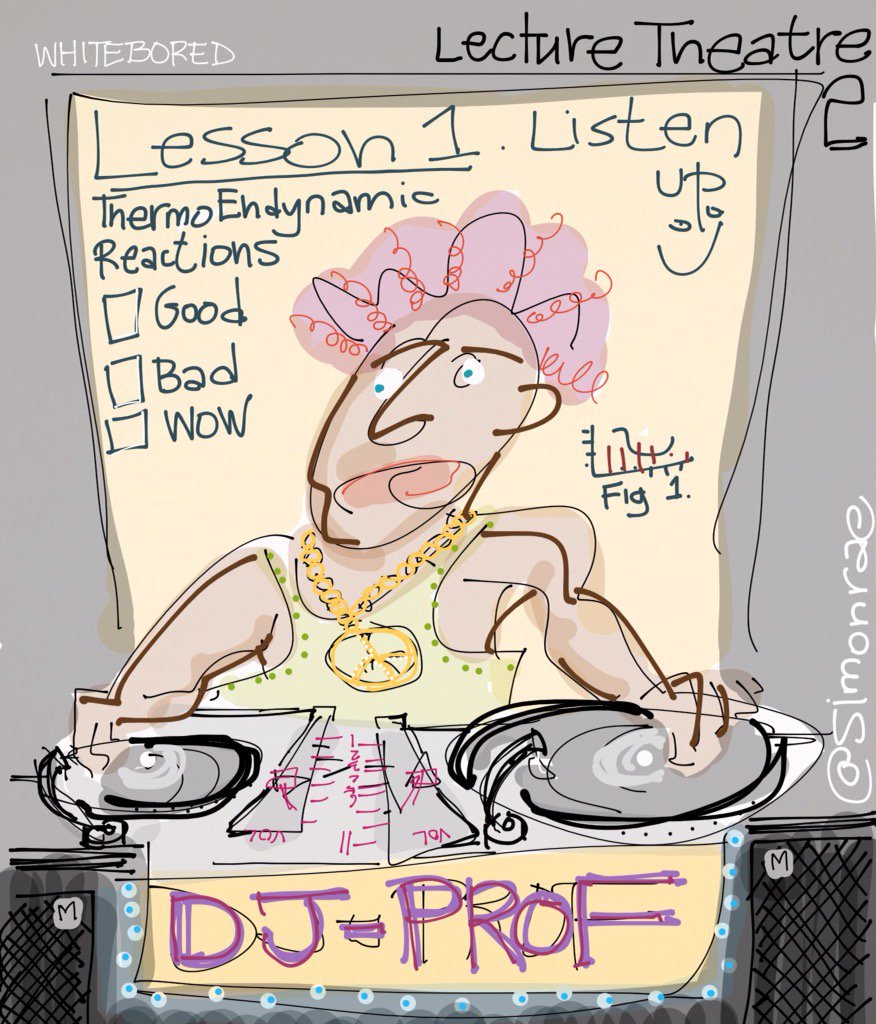 WHITEBORED
Lecture Theatre
2
Lesson 1. Listen
up
ThermoEndynamic
Reactions
Good
Bad
WOW
Fig 1.
@simonrae
VOL
VOL
11
M
M
DJ=PROF